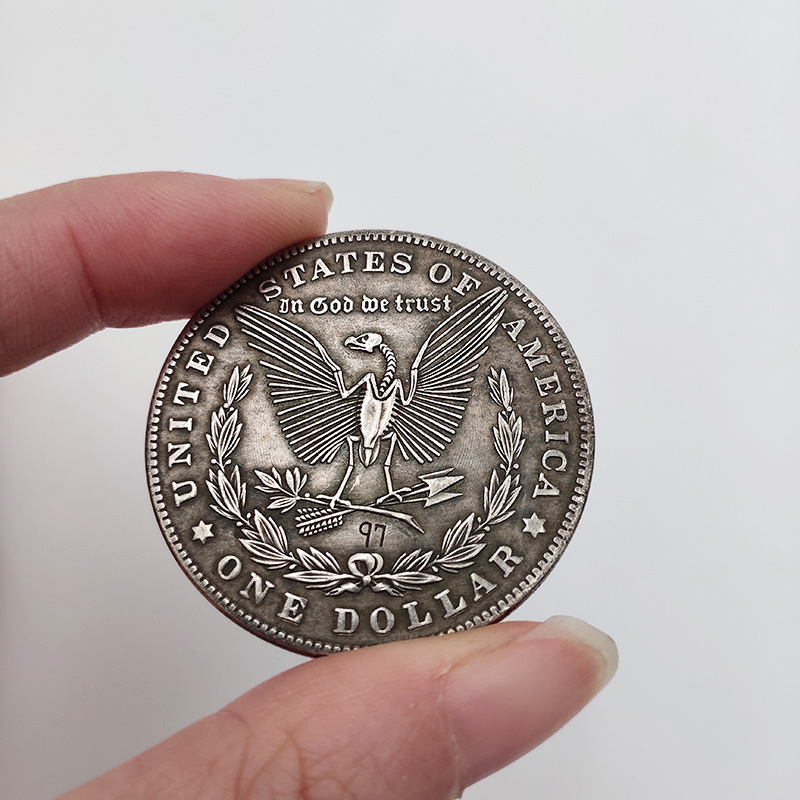 UNITED STATES OF AMERICA
In God we trust
97
ONE DOLLAR